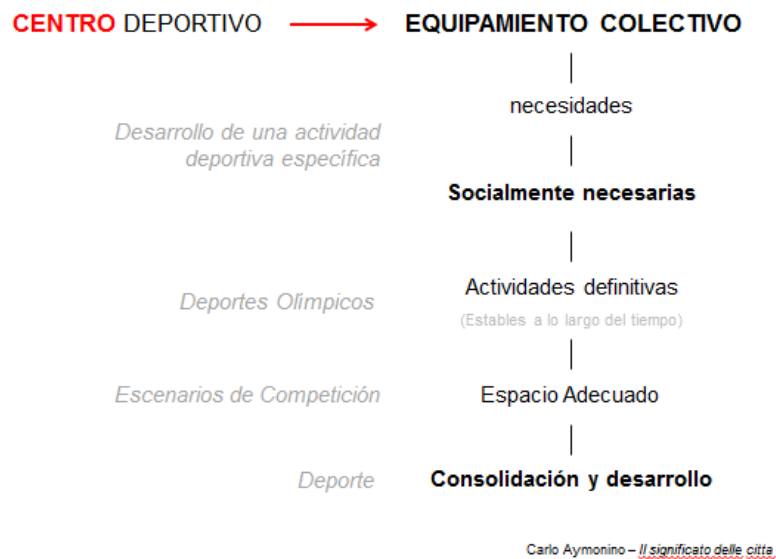 CENTRO DEPORTIVO EQUIPAMIENTO COLECTIVO
necesidades
Desarrollo de una actividad
deportiva específica
Socialmente necesarias
Deportes Olímpicos
Actividades definitivas
(Estables a lo largo del tiempo)
Escenarios de Competición
Espacio Adecuado
Deporte
Consolidación y desarrollo
Carlo Aymonino – Il significato delle citta